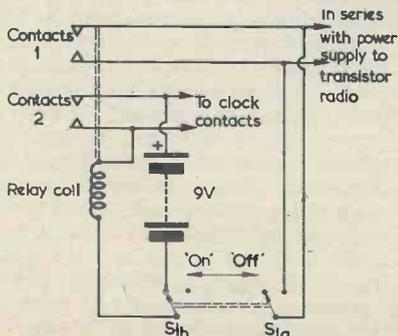 In series
with power
supply to
transistor
radio
Contacts
1
Contacts
2
To clock
contacts
+
Relay coil
9V
'On' 'Off'
S1b S1a